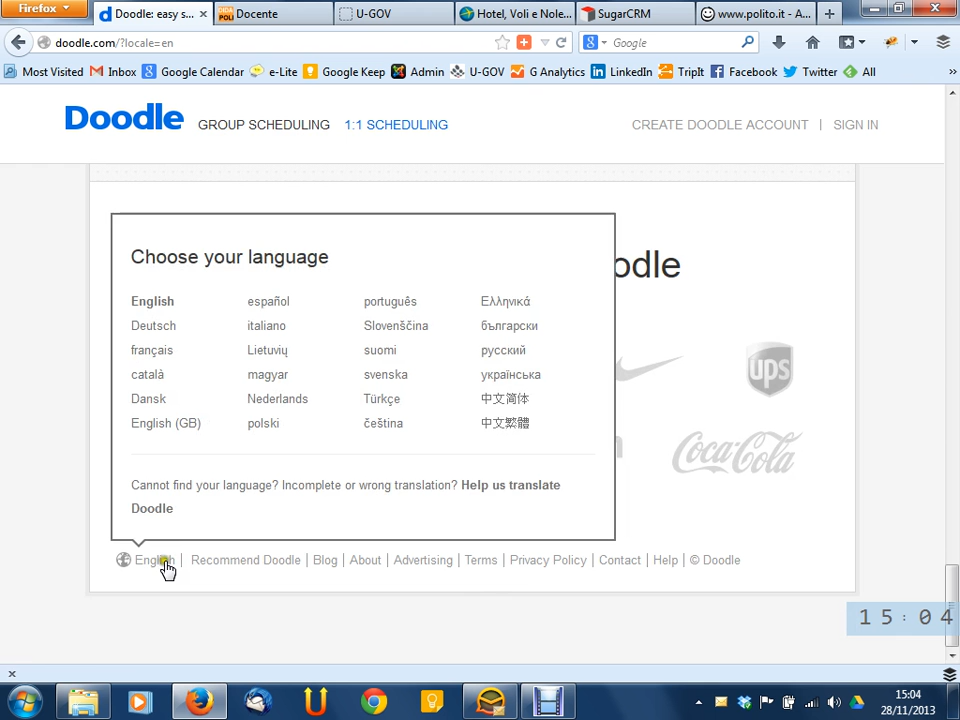 Firefox
Doodle: easy s...
Docente
U-GOV
Hotel, Voli e Nole...
SugarCRM
www.polito.it - A...
doodle.com/?locale=en
Google
Most Visited
Inbox
Google Calendar
e-Lite
Google Keep
Admin
U-GOV
G Analytics
LinkedIn
TripIt
Facebook
Twitter
All
Doodle
GROUP SCHEDULING
1:1 SCHEDULING
CREATE DOODLE ACCOUNT | SIGN IN
odle
Choose your language
English español português Ελληνικά
Deutsch italiano Slovenščina български
français Lietuvių suomi русский
català magyar svenska українська
Dansk Nederlands Türkçe 中文简体
English (GB) polski čeština 中文繁體
ups
Coca-Cola
Cannot find your language? Incomplete or wrong translation? Help us translate
Doodle
English | Recommend Doodle | Blog | About | Advertising | Terms | Privacy Policy | Contact | Help | © Doodle
15:04
15:04
28/11/2013